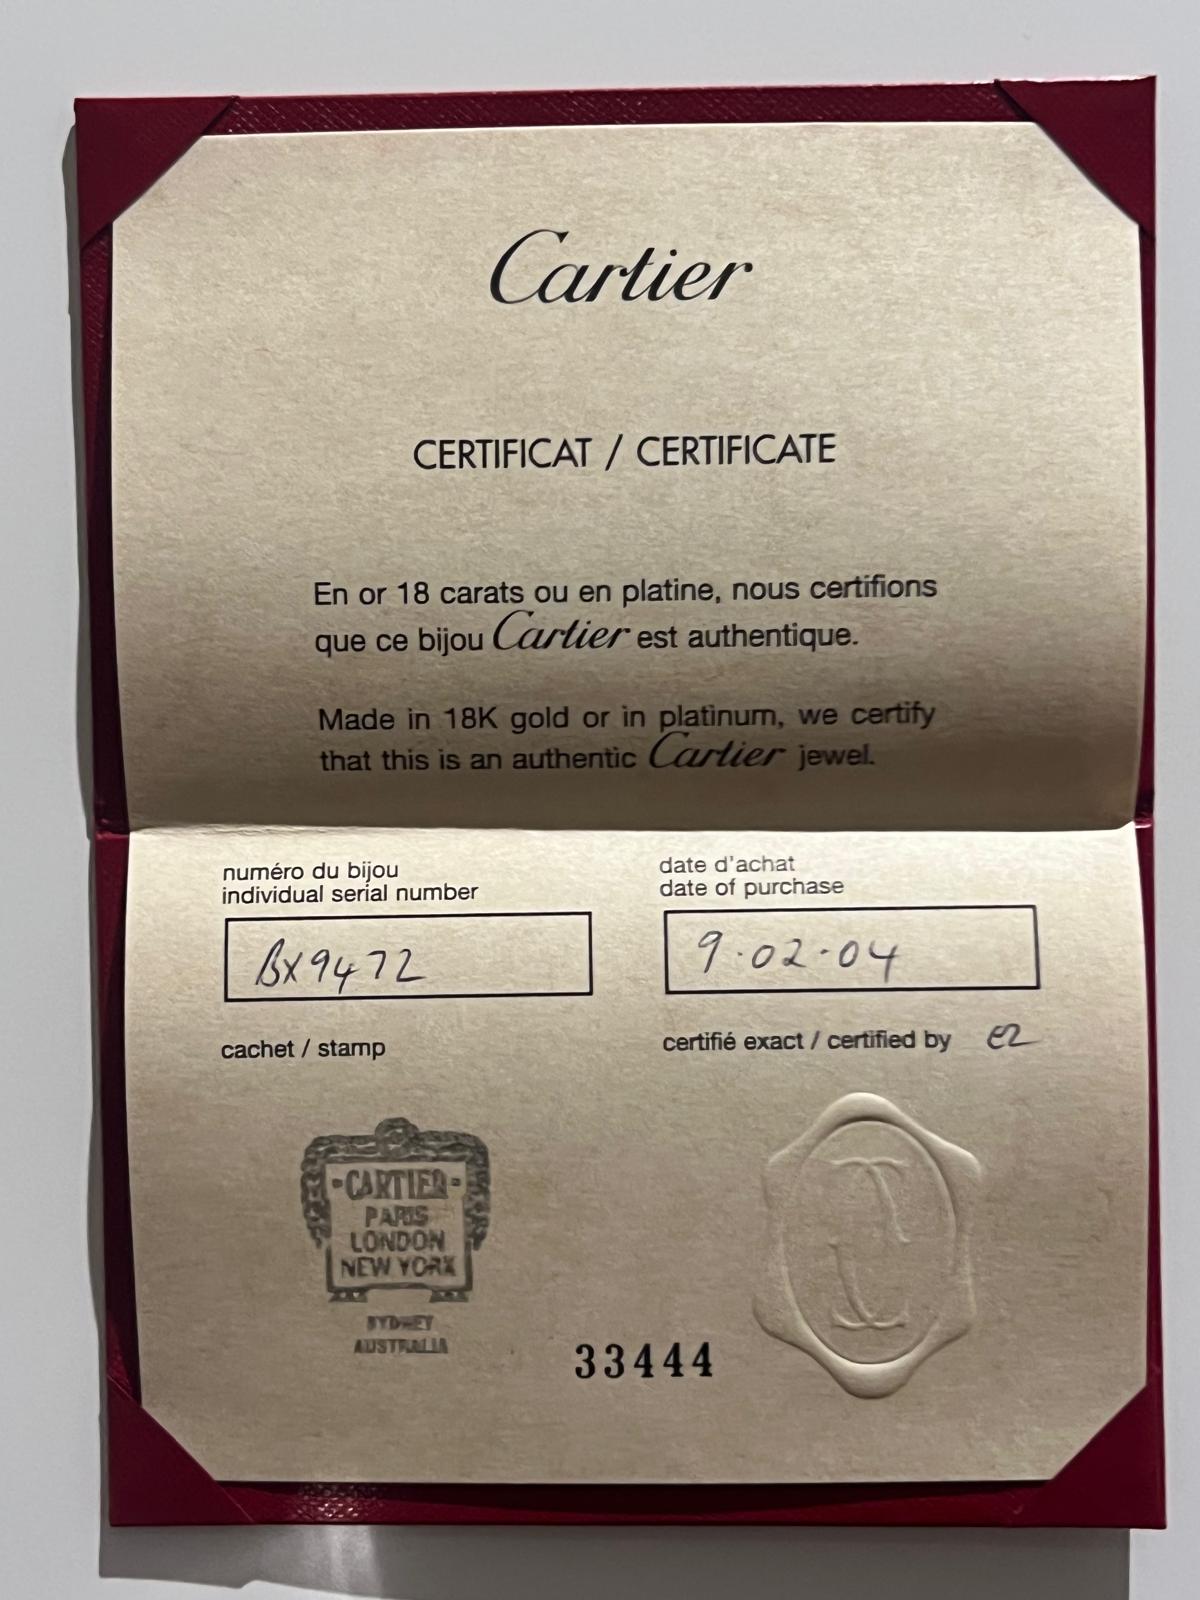 Cartier
CERTIFICAT / CERTIFICATE
En or 18 carats ou en platine, nous certifions
que ce bijou Cartier est authentique.
Made in 18K gold or in platinum, we certify
that this is an authentic Cartier jewel.
numéro du bijou
individual serial number
BX9472
date d'achat
date of purchase
9.02.04
cachet / stamp
certifié exact / certified by EZ
CARTIER
PARIS
LONDON
NEW YORK
SYDNEY
AUSTRALIA
33444